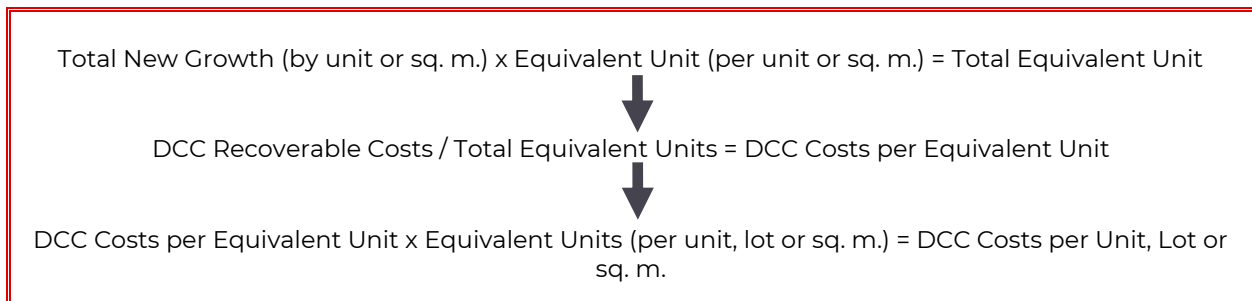 Total New Growth (by unit or sq. m.) x Equivalent Unit (per unit or sq. m.) = Total Equivalent Unit
DCC Recoverable Costs / Total Equivalent Units = DCC Costs per Equivalent Unit
DCC Costs per Equivalent Unit x Equivalent Units (per unit, lot or sq. m.) = DCC Costs per Unit, Lot or
sq. m.